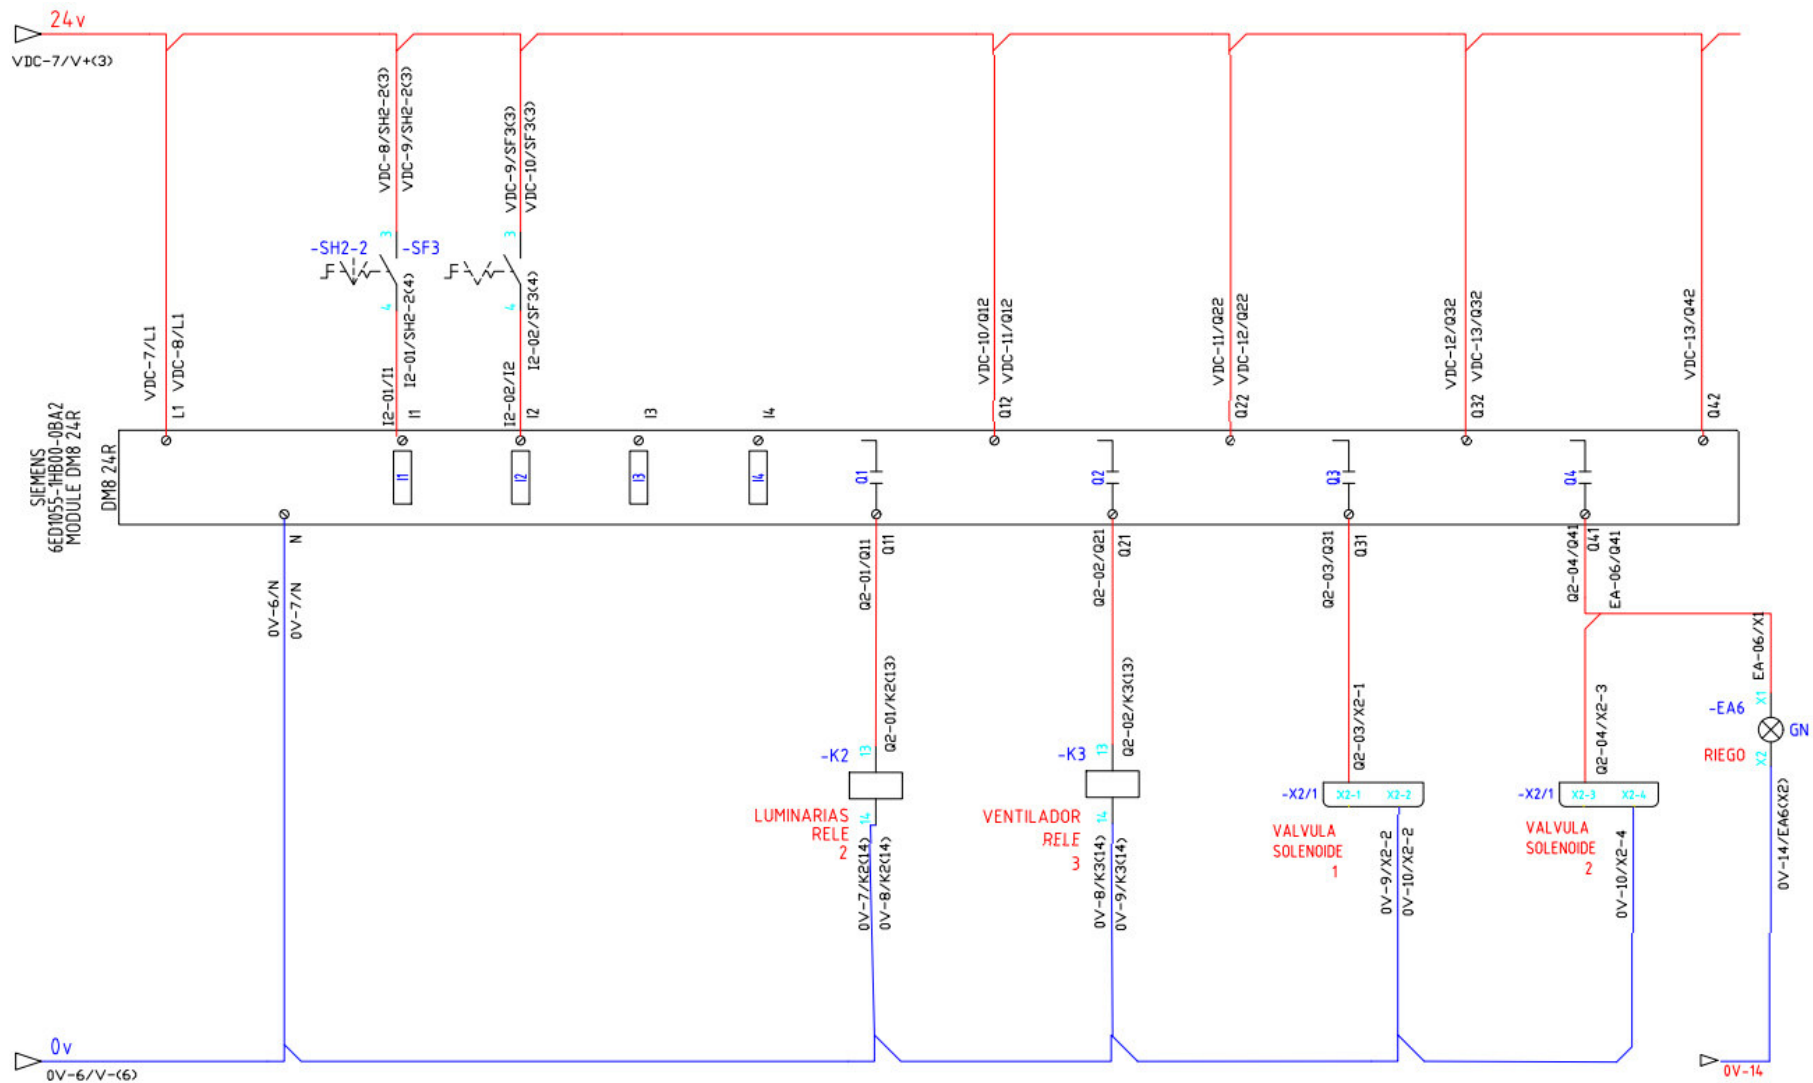 24v
VDC-7/V+(3)
VDC-7/L1
VDC-8/L1
L1
VDC-8/SH2-2(3)
VDC-9/SH2-2(3)
-SH2-2
3
4
-SF3
I2-01/SH2-2(4)
I2-01/I1
I1
VDC-9/SF3(3)
VDC-10/SF3(3)
3
4
I2-02/SF3(4)
I2-02/I2
I2
I3
I4
VDC-10/Q12
VDC-11/Q12
Q12
VDC-11/Q22
VDC-12/Q22
Q22
VDC-12/Q32
VDC-13/Q32
Q32
VDC-13/Q42
Q42
SIEMENS
6ED1055-1HB00-0BA2
MODULE DM8 24R
DM8 24R
I1
I2
I3
I4
Q1
Q2
Q3
Q4
N
0V-6/N
0V-7/N
Q2-01/Q11
Q11
Q2-02/Q21
Q21
Q2-03/Q31
Q31
Q2-04/Q41
Q41
EA-06/Q41
Q2-01/K2(13)
-K2
13
14
LUMINARIAS
RELE
2
0V-7/K2(14)
0V-8/K2(14)
Q2-02/K3(13)
-K3
13
14
VENTILADOR
RELE
3
0V-8/K3(14)
0V-9/K3(14)
Q2-03/X2-1
-X2/1
X2-1
X2-2
VALVULA
SOLENOIDE
1
0V-9/X2-2
0V-10/X2-2
Q2-04/X2-3
-X2/1
X2-3
X2-4
VALVULA
SOLENOIDE
2
0V-10/X2-4
EA-06/X1
-EA6
X1
GN
RIEGO
X2
0V-14/EA6(X2)
0v
0V-6/V-(6)
0V-14